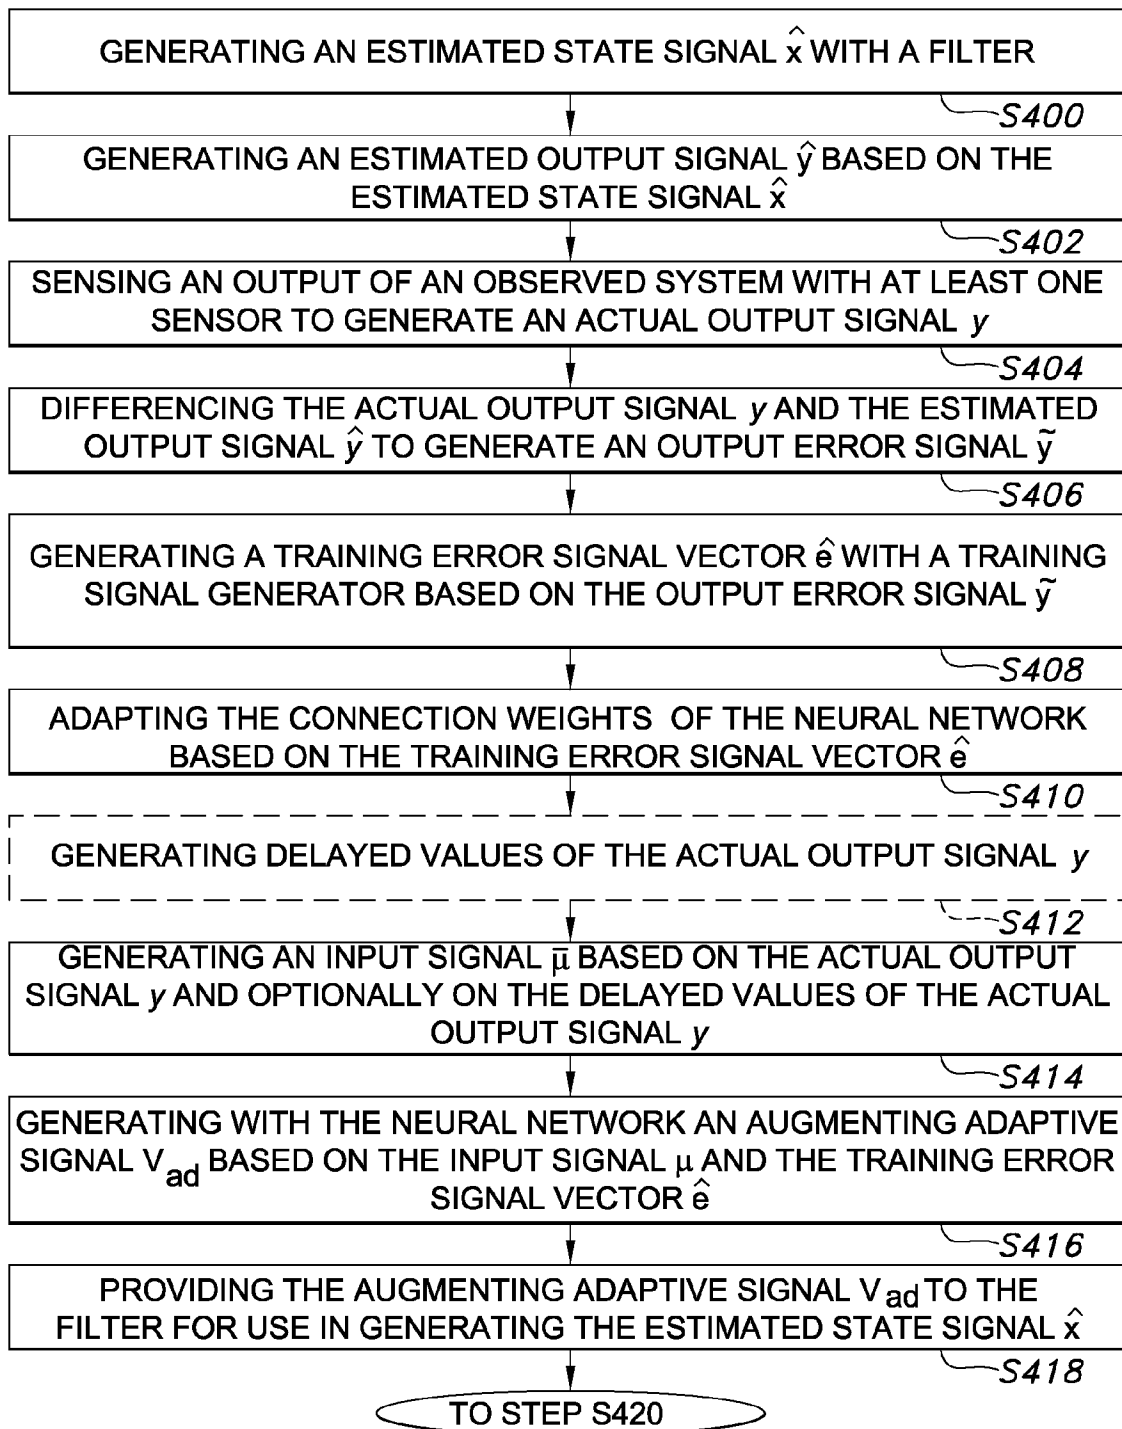 GENERATING AN ESTIMATED STATE SIGNAL x̂ WITH A FILTER
S400
GENERATING AN ESTIMATED OUTPUT SIGNAL ŷ BASED ON THE
ESTIMATED STATE SIGNAL x̂
S402
SENSING AN OUTPUT OF AN OBSERVED SYSTEM WITH AT LEAST ONE
SENSOR TO GENERATE AN ACTUAL OUTPUT SIGNAL y
S404
DIFFERENCING THE ACTUAL OUTPUT SIGNAL y AND THE ESTIMATED
OUTPUT SIGNAL ŷ TO GENERATE AN OUTPUT ERROR SIGNAL ỹ
S406
GENERATING A TRAINING ERROR SIGNAL VECTOR ê WITH A TRAINING
SIGNAL GENERATOR BASED ON THE OUTPUT ERROR SIGNAL ỹ
S408
ADAPTING THE CONNECTION WEIGHTS OF THE NEURAL NETWORK
BASED ON THE TRAINING ERROR SIGNAL VECTOR ê
S410
GENERATING DELAYED VALUES OF THE ACTUAL OUTPUT SIGNAL y
S412
GENERATING AN INPUT SIGNAL μ̄ BASED ON THE ACTUAL OUTPUT
SIGNAL y AND OPTIONALLY ON THE DELAYED VALUES OF THE ACTUAL
OUTPUT SIGNAL y
S414
GENERATING WITH THE NEURAL NETWORK AN AUGMENTING ADAPTIVE
SIGNAL V_ad BASED ON THE INPUT SIGNAL μ AND THE TRAINING ERROR
SIGNAL VECTOR ê
S416
PROVIDING THE AUGMENTING ADAPTIVE SIGNAL V_ad TO THE
FILTER FOR USE IN GENERATING THE ESTIMATED STATE SIGNAL x̂
S418
TO STEP S420